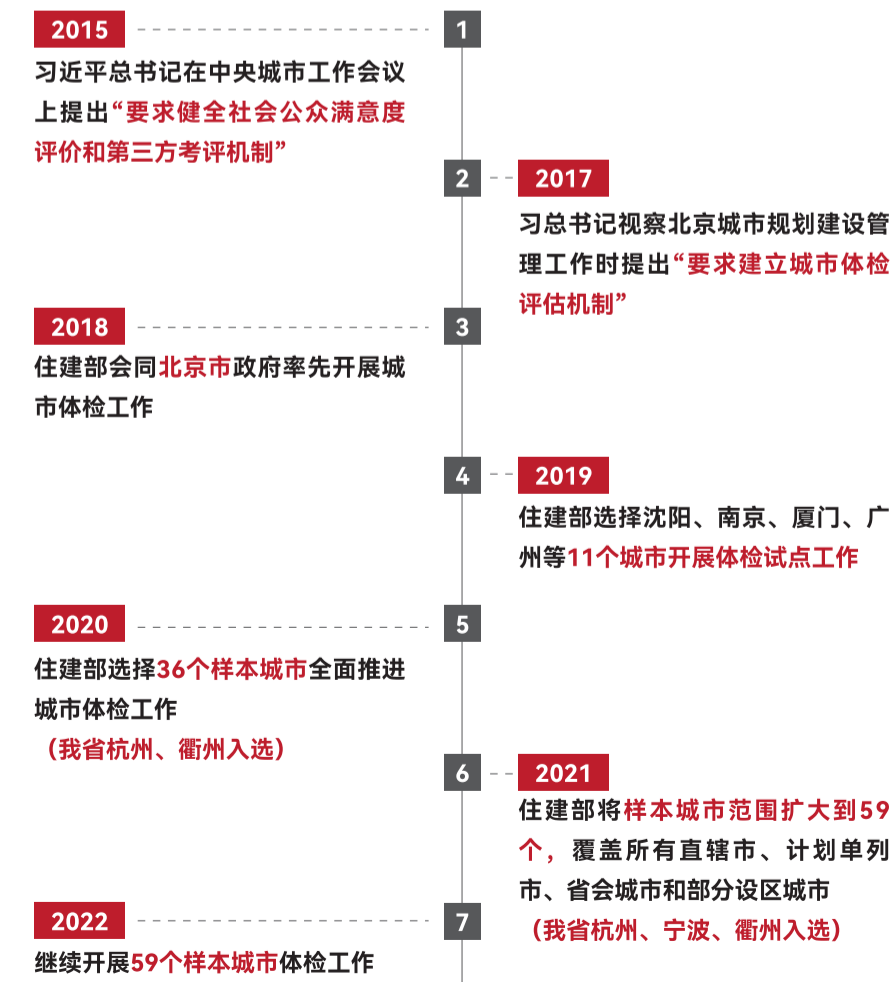 2015
1
习近平总书记在中央城市工作会议
上提出“要求健全社会公众满意度
评价和第三方考评机制”
2
2017
习总书记视察北京城市规划建设管
理工作时提出“要求建立城市体检
评估机制”
2018
3
住建部会同北京市政府率先开展城
市体检工作
4
2019
住建部选择沈阳、南京、厦门、广
州等11个城市开展体检试点工作
2020
5
住建部选择36个样本城市全面推进
城市体检工作
（我省杭州、衢州入选）
6
2021
住建部将样本城市范围扩大到59
个，覆盖所有直辖市、计划单列
市、省会城市和部分设区城市
（我省杭州、宁波、衢州入选）
2022
7
继续开展59个样本城市体检工作